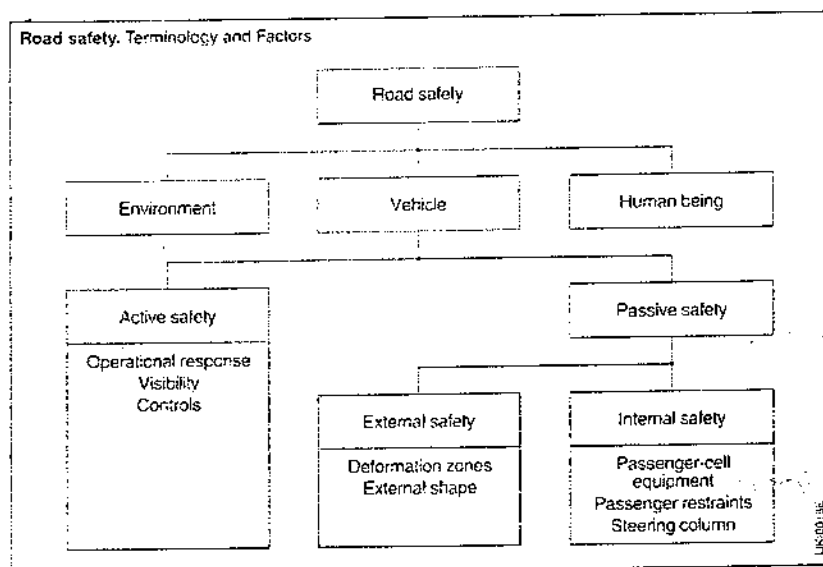 Road safety. Terminology and Factors
Road safety
Environment
Vehicle
Human being
Active safety
Operational response
Visibility
Controls
Passive safety
External safety
Deformation zones
External shape
Internal safety
Passenger-cell
equipment
Passenger restraints
Steering column